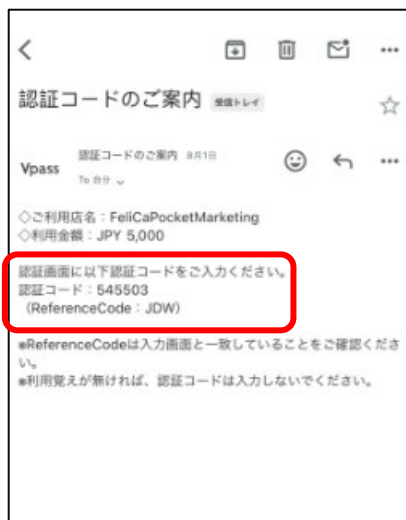 認証コードのご案内 受信トレイ
認証コードのご案内 8月1日
Vpass
To 自分
◇ご利用店名：FeliCaPocketMarketing
◇利用金額：JPY 5,000
認証画面に以下認証コードをご入力ください。
認証コード：545503
（ReferenceCode：JDW）
※ReferenceCodeは入力画面と一致していることをご確認くださ
い。
※利用覚えが無ければ、認証コードは入力しないでください。